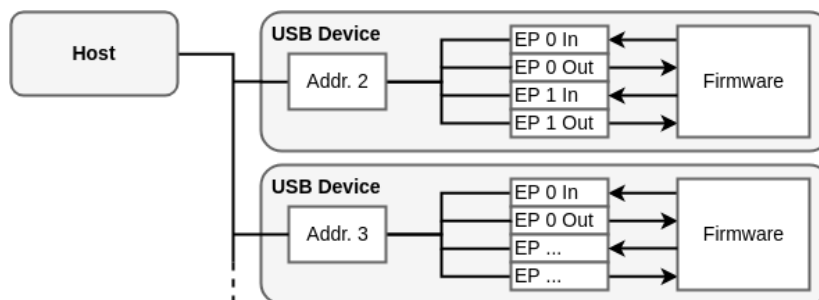 Host
USB Device
Addr. 2
EP 0 In
EP 0 Out
EP 1 In
EP 1 Out
Firmware
USB Device
Addr. 3
EP 0 In
EP 0 Out
EP ...
EP ...
Firmware